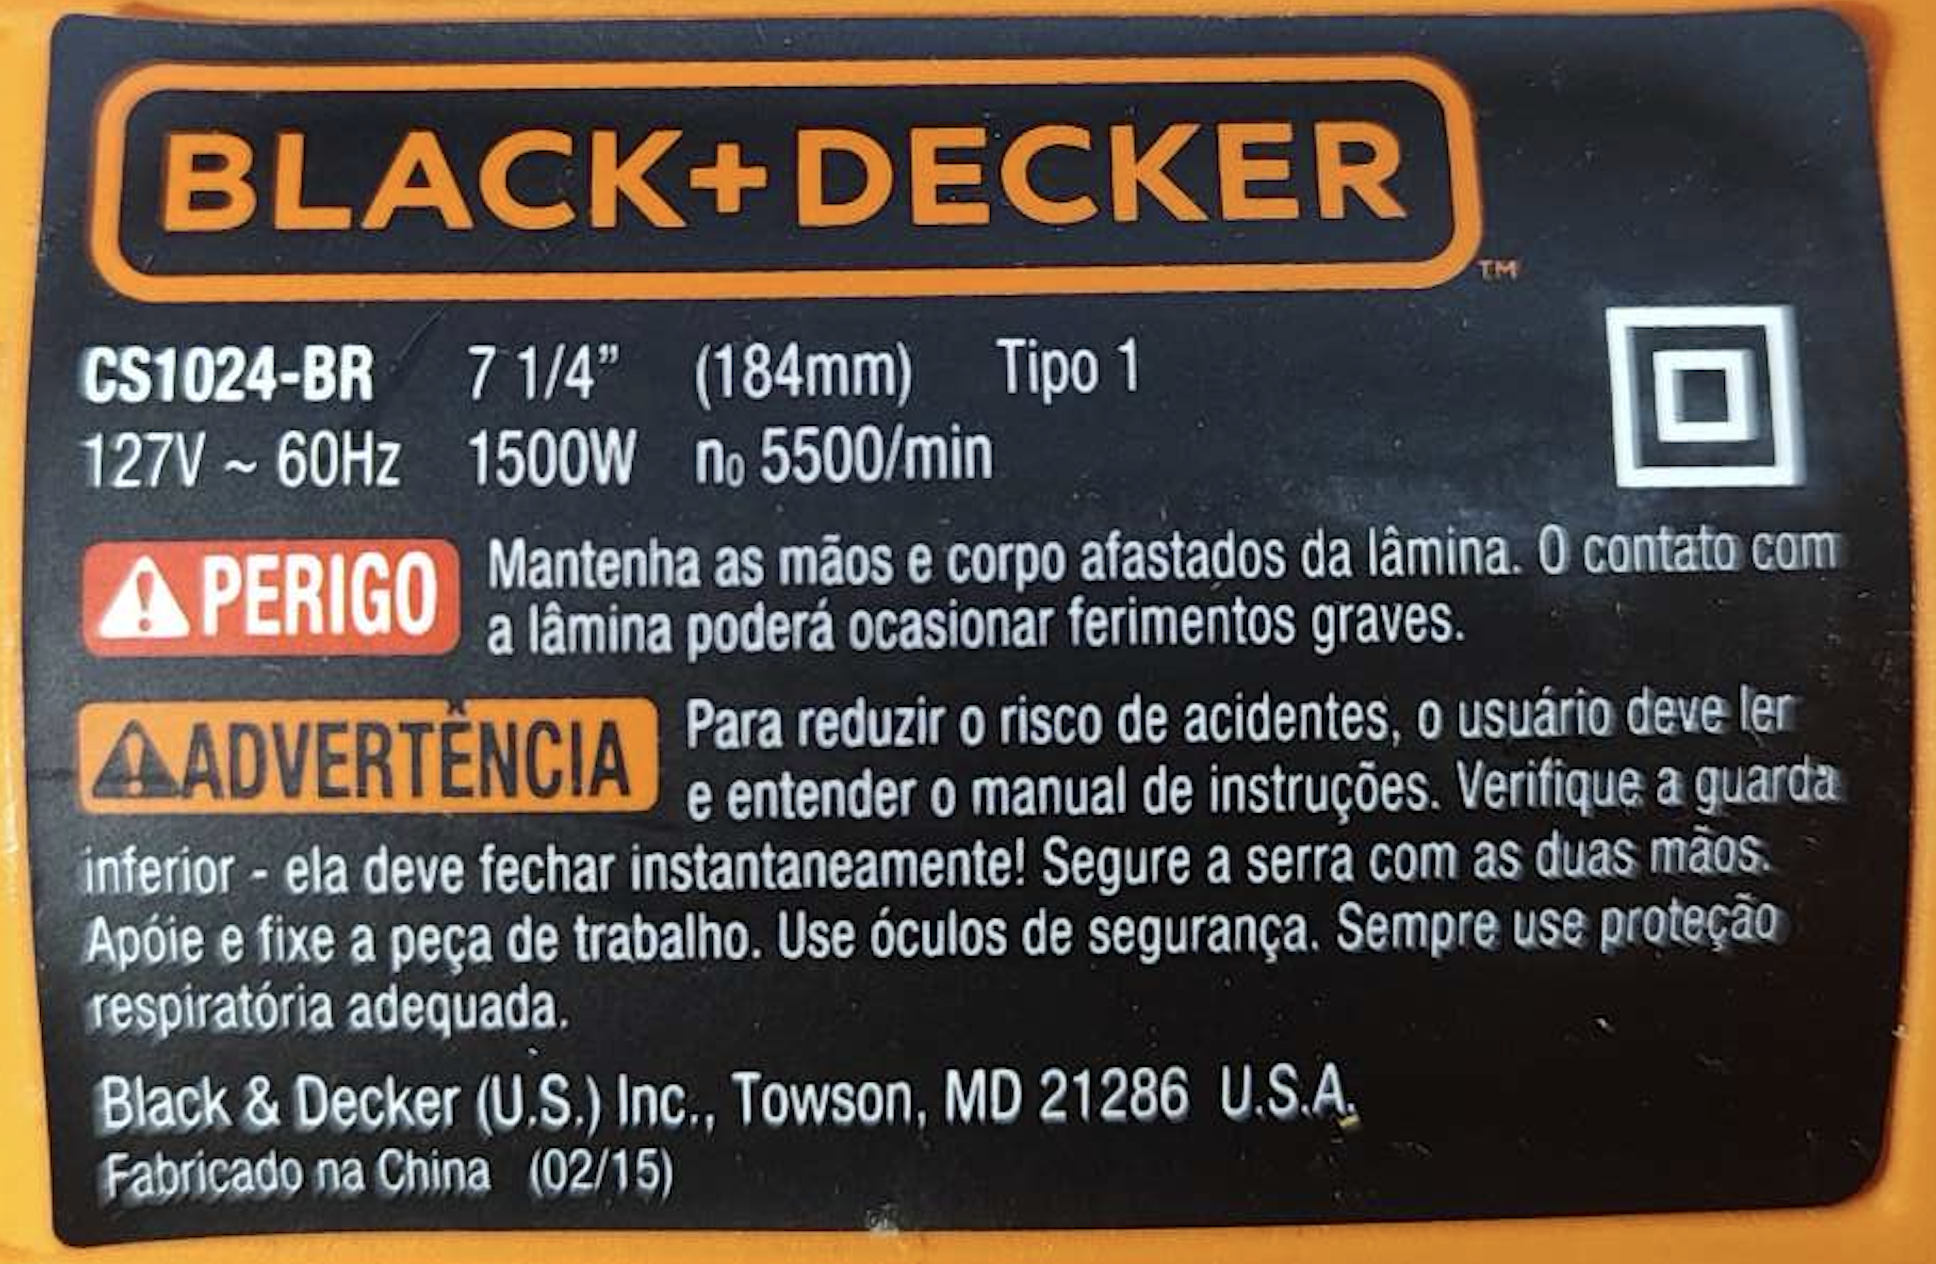 BLACK+DECKER
TM
CS1024-BR 7 1/4” (184mm) Tipo 1
127V ~ 60Hz 1500W n₀ 5500/min
PERIGO Mantenha as mãos e corpo afastados da lâmina. O contato com
a lâmina poderá ocasionar ferimentos graves.
ADVERTÊNCIA Para reduzir o risco de acidentes, o usuário deve ler
e entender o manual de instruções. Verifique a guarda
inferior - ela deve fechar instantaneamente! Segure a serra com as duas mãos.
Apóie e fixe a peça de trabalho. Use óculos de segurança. Sempre use proteção
respiratória adequada.
Black & Decker (U.S.) Inc., Towson, MD 21286 U.S.A.
Fabricado na China (02/15)